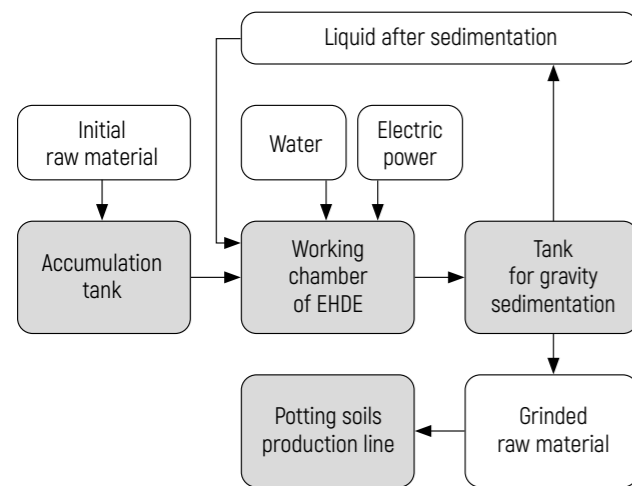 Liquid after sedimentation
Initial
raw material
Water
Electric
power
Accumulation
tank
Working
chamber
of EHDE
Tank
for gravity
sedimentation
Potting soils
production line
Grinded
raw material